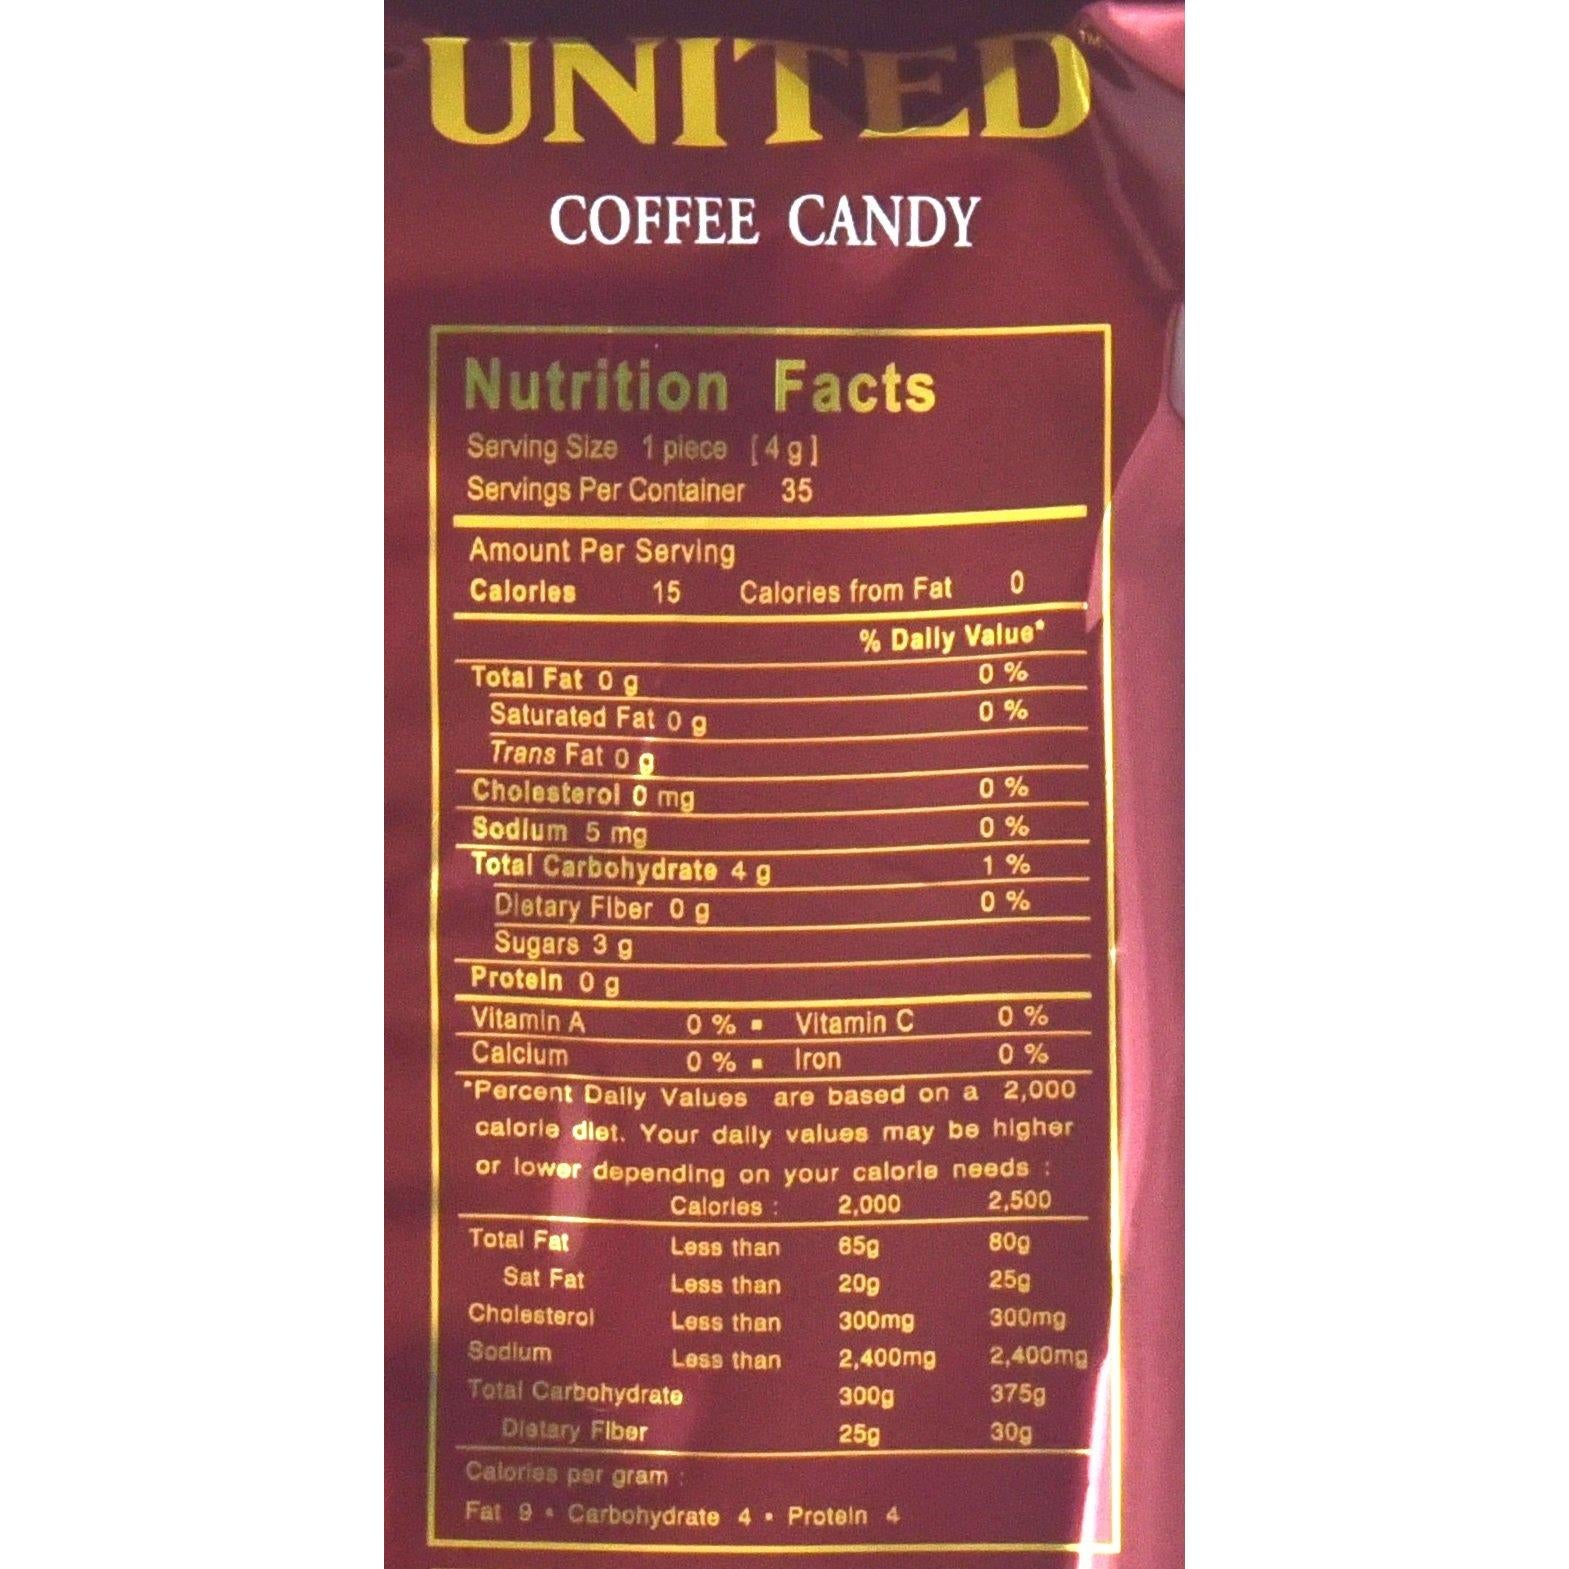 UNITED™
COFFEE CANDY
Nutrition Facts
Serving Size 1 piece [4 g]
Servings Per Container 35
Amount Per Serving
Calories 15 Calories from Fat 0
% Daily Value*
Total Fat 0 g 0 %
Saturated Fat 0 g 0 %
Trans Fat 0 g
Cholesterol 0 mg 0 %
Sodium 5 mg 0 %
Total Carbohydrate 4 g 1 %
Dietary Fiber 0 g 0 %
Sugars 3 g
Protein 0 g
Vitamin A 0 % ▪ Vitamin C 0 %
Calcium 0 % ▪ Iron 0 %
*Percent Daily Values are based on a 2,000
calorie diet. Your daily values may be higher
or lower depending on your calorie needs :
Calories : 2,000 2,500
Total Fat Less than 65g 80g
Sat Fat Less than 20g 25g
Cholesterol Less than 300mg 300mg
Sodium Less than 2,400mg 2,400mg
Total Carbohydrate 300g 375g
Dietary Fiber 25g 30g
Calories per gram :
Fat 9 • Carbohydrate 4 • Protein 4